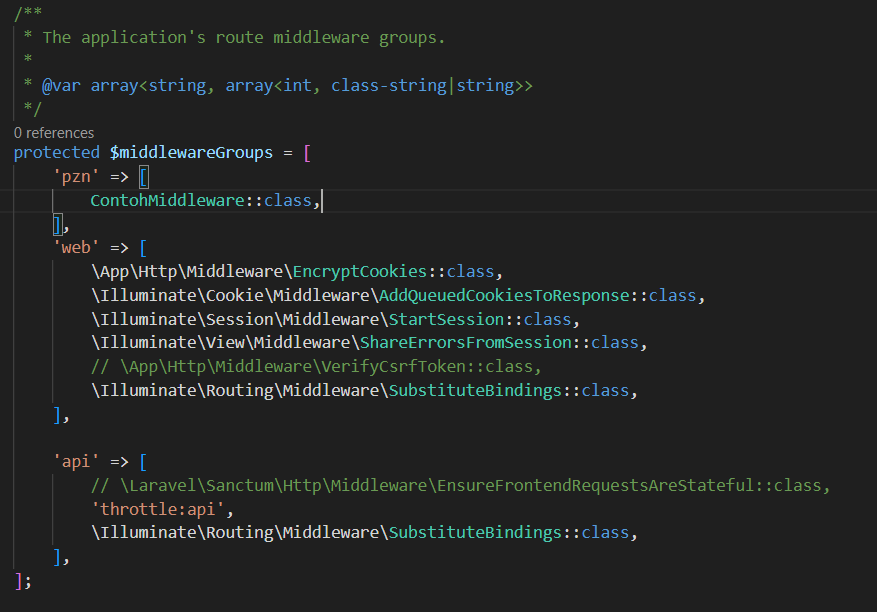 /**
 * The application's route middleware groups.
 *
 * @var array<string, array<int, class-string|string>>
 */
0 references
protected $middlewareGroups = [
    'pzn' => [
        ContohMiddleware::class,
    ],
    'web' => [
        \App\Http\Middleware\EncryptCookies::class,
        \Illuminate\Cookie\Middleware\AddQueuedCookiesToResponse::class,
        \Illuminate\Session\Middleware\StartSession::class,
        \Illuminate\View\Middleware\ShareErrorsFromSession::class,
        // \App\Http\Middleware\VerifyCsrfToken::class,
        \Illuminate\Routing\Middleware\SubstituteBindings::class,
    ],
    'api' => [
        // \Laravel\Sanctum\Http\Middleware\EnsureFrontendRequestsAreStateful::class,
        'throttle:api',
        \Illuminate\Routing\Middleware\SubstituteBindings::class,
    ],
];